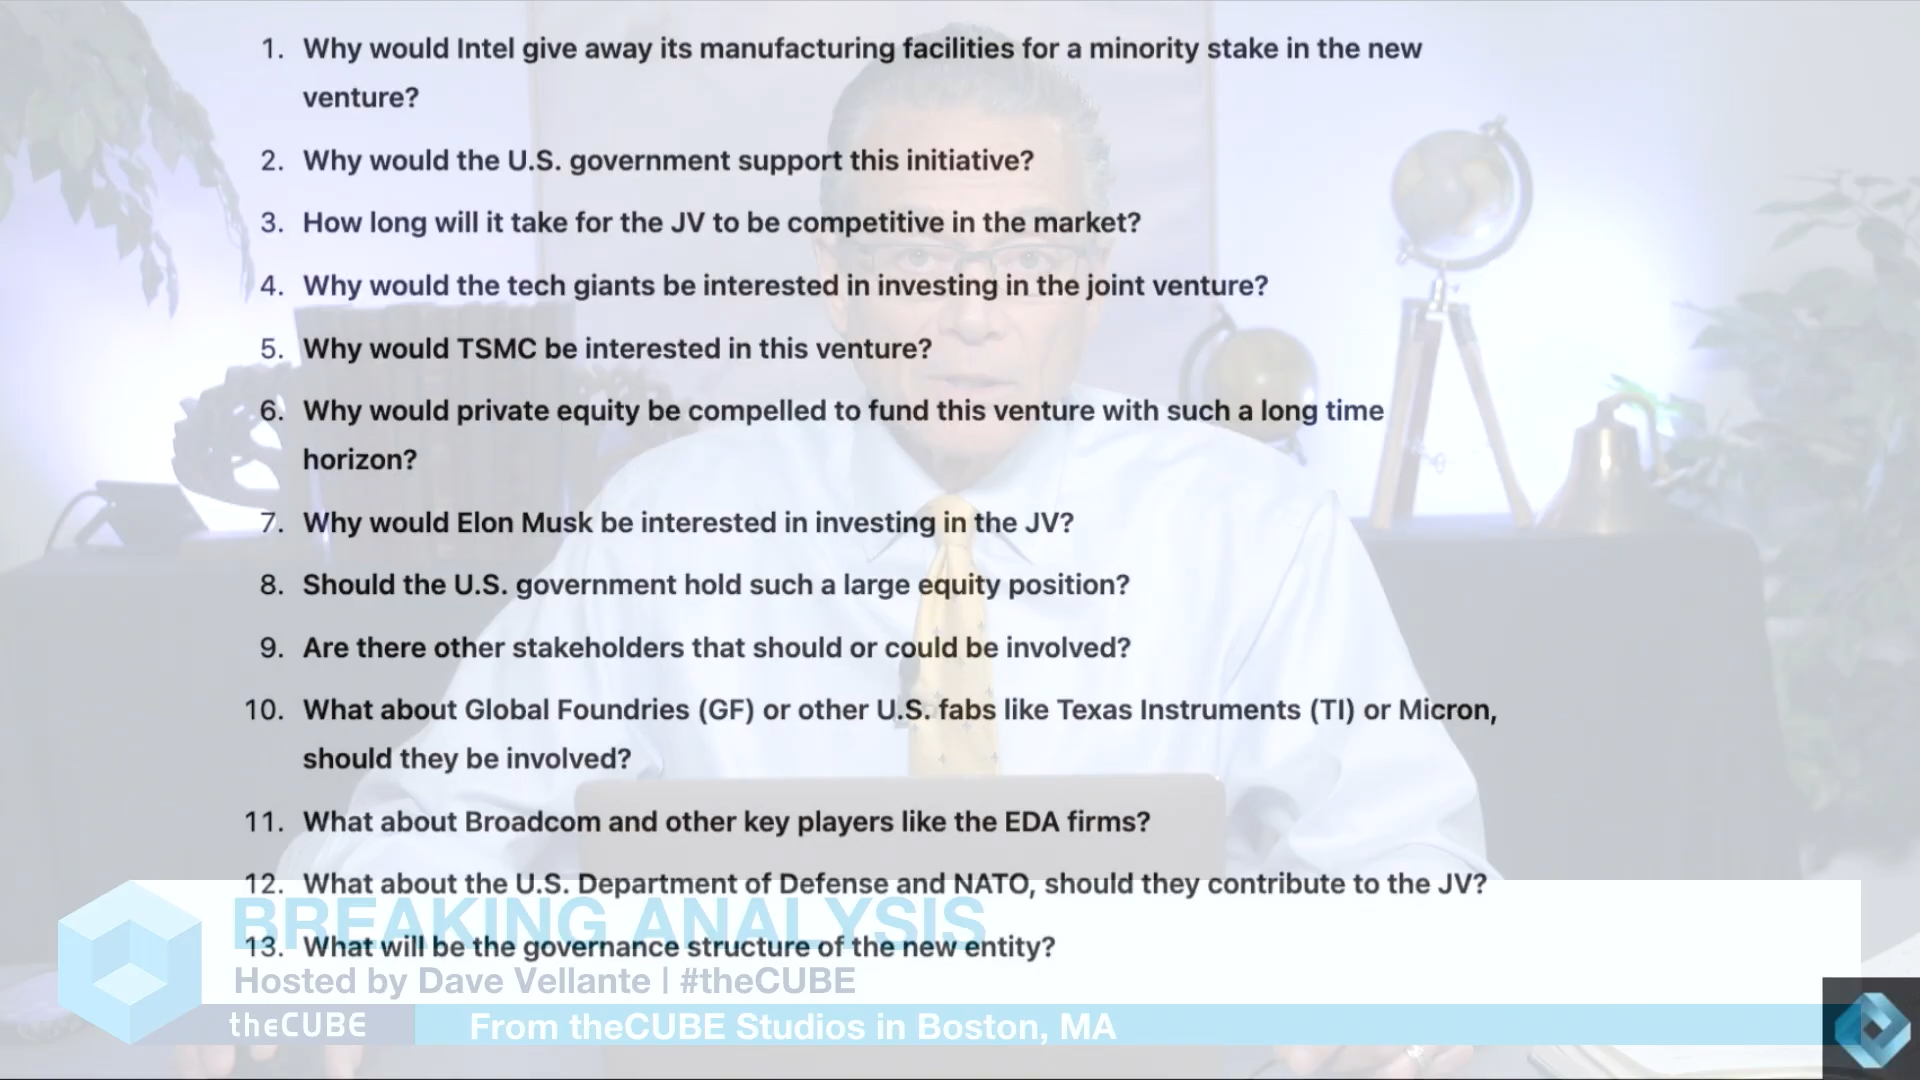 1. Why would Intel give away its manufacturing facilities for a minority stake in the new
venture?
2. Why would the U.S. government support this initiative?
3. How long will it take for the JV to be competitive in the market?
4. Why would the tech giants be interested in investing in the joint venture?
5. Why would TSMC be interested in this venture?
6. Why would private equity be compelled to fund this venture with such a long time
horizon?
7. Why would Elon Musk be interested in investing in the JV?
8. Should the U.S. government hold such a large equity position?
9. Are there other stakeholders that should or could be involved?
10. What about Global Foundries (GF) or other U.S. fabs like Texas Instruments (TI) or Micron,
should they be involved?
11. What about Broadcom and other key players like the EDA firms?
12. What about the U.S. Department of Defense and NATO, should they contribute to the JV?
BREAKING ANALYSIS
13. What will be the governance structure of the new entity?
Hosted by Dave Vellante | #theCUBE
theCUBE
From theCUBE Studios in Boston, MA